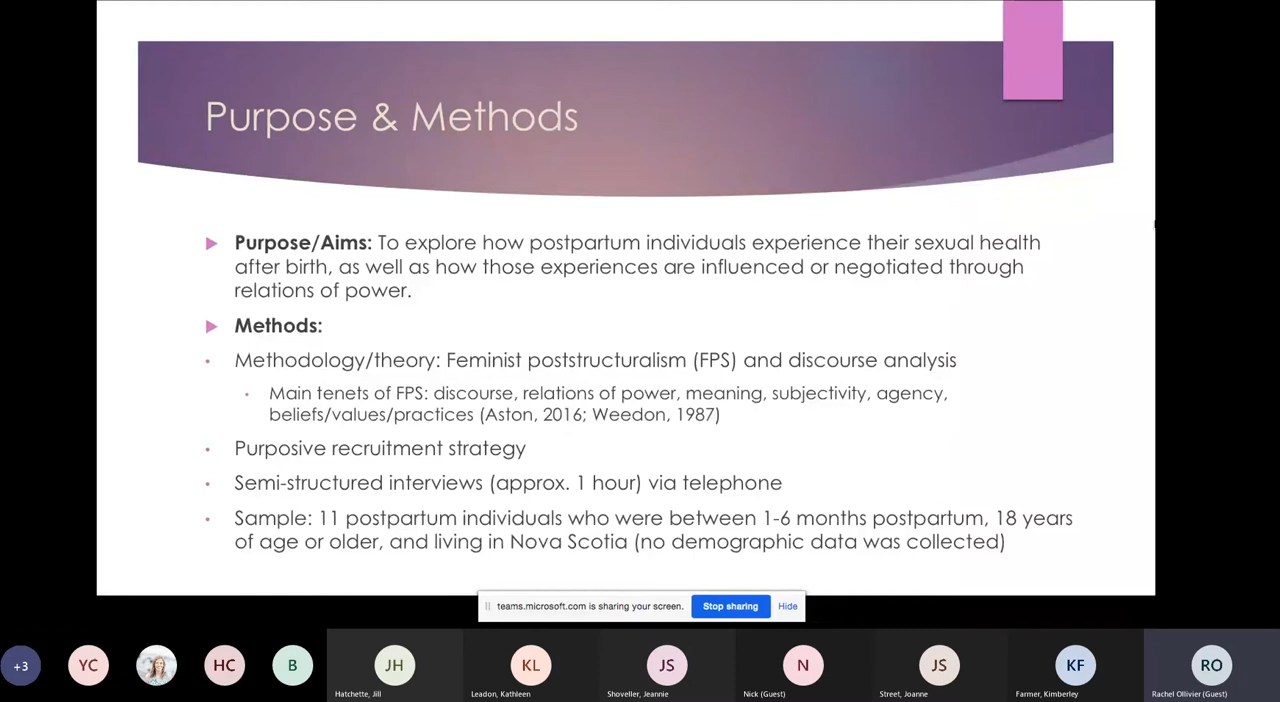 Purpose & Methods
Purpose/Aims: To explore how postpartum individuals experience their sexual health
after birth, as well as how those experiences are influenced or negotiated through
relations of power.
Methods:
Methodology/theory: Feminist poststructuralism (FPS) and discourse analysis
Main tenets of FPS: discourse, relations of power, meaning, subjectivity, agency,
beliefs/values/practices (Aston, 2016; Weedon, 1987)
Purposive recruitment strategy
Semi-structured interviews (approx. 1 hour) via telephone
Sample: 11 postpartum individuals who were between 1-6 months postpartum, 18 years
of age or older, and living in Nova Scotia (no demographic data was collected)
teams.microsoft.com is sharing your screen. Stop sharing Hide
+3 YC HC B JH KL JS N JS KF RO
Hatchette, Jill Leadon, Kathleen Shoveller, Jeannie Nick (Guest) Street, Joanne Farmer, Kimberley Rachel Ollivier (Guest)